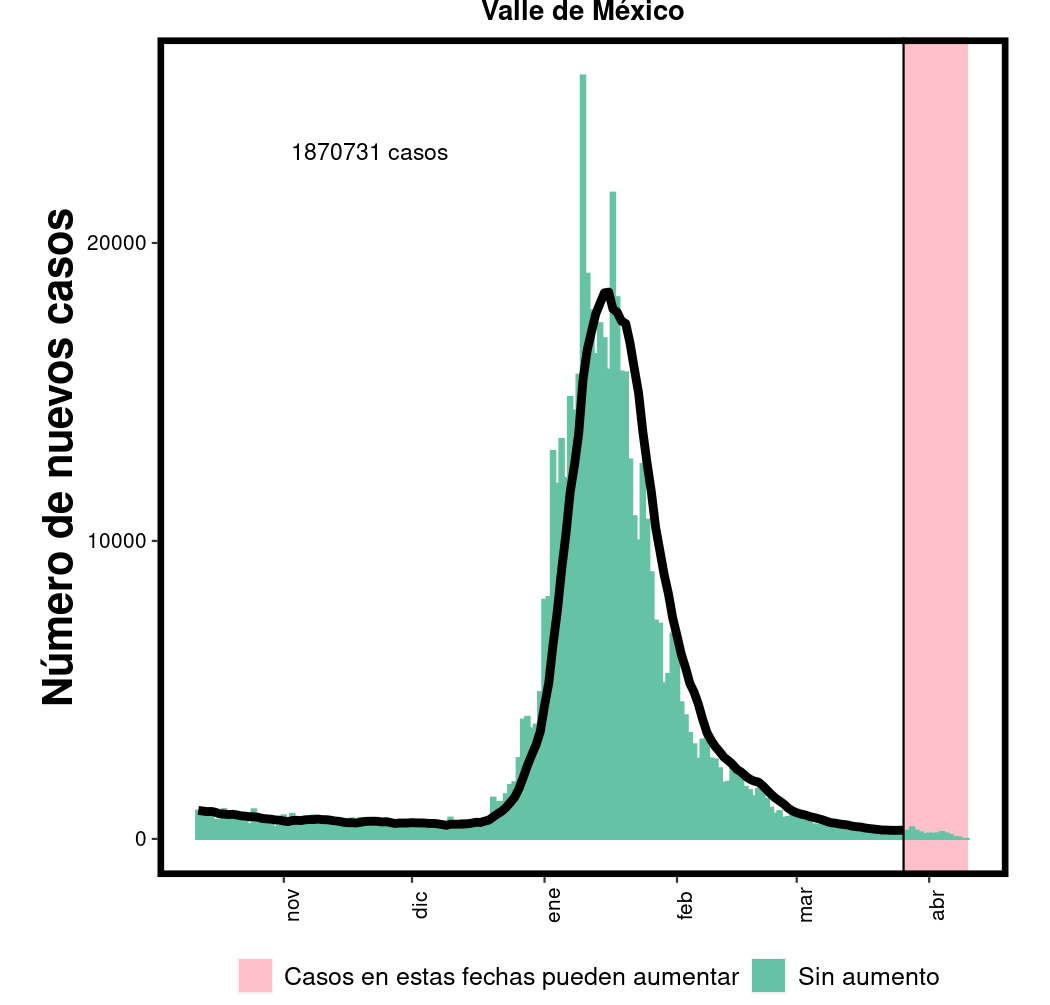 Valle de México
1870731 casos
Número de nuevos casos
20000
10000
0
nov
dic
ene
feb
mar
abr
Casos en estas fechas pueden aumentar
Sin aumento